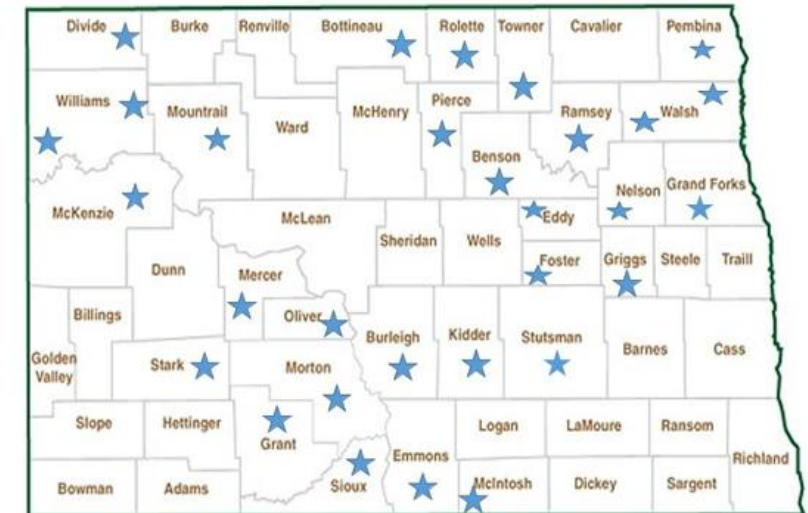 Divide
Burke
Renville
Bottineau
Rolette
Towner
Cavalier
Pembina
Williams
Mountrail
Ward
McHenry
Pierce
Ramsey
Walsh
Benson
Nelson
Grand Forks
McKenzie
McLean
Sheridan
Wells
Eddy
Foster
Griggs
Steele
Traill
Dunn
Mercer
Billings
Oliver
Burleigh
Kidder
Stutsman
Barnes
Cass
Golden
Valley
Stark
Morton
Slope
Hettinger
Grant
Logan
LaMoure
Ransom
Richland
Emmons
Bowman
Adams
Sioux
McIntosh
Dickey
Sargent